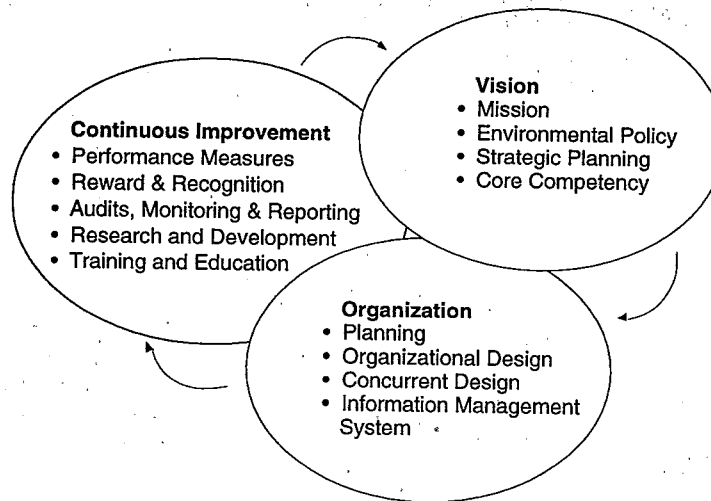 Vision
• Mission
• Environmental Policy
• Strategic Planning
• Core Competency
Continuous Improvement
• Performance Measures
• Reward & Recognition
• Audits, Monitoring & Reporting
• Research and Development
• Training and Education
Organization
• Planning
• Organizational Design
• Concurrent Design
• Information Management
System